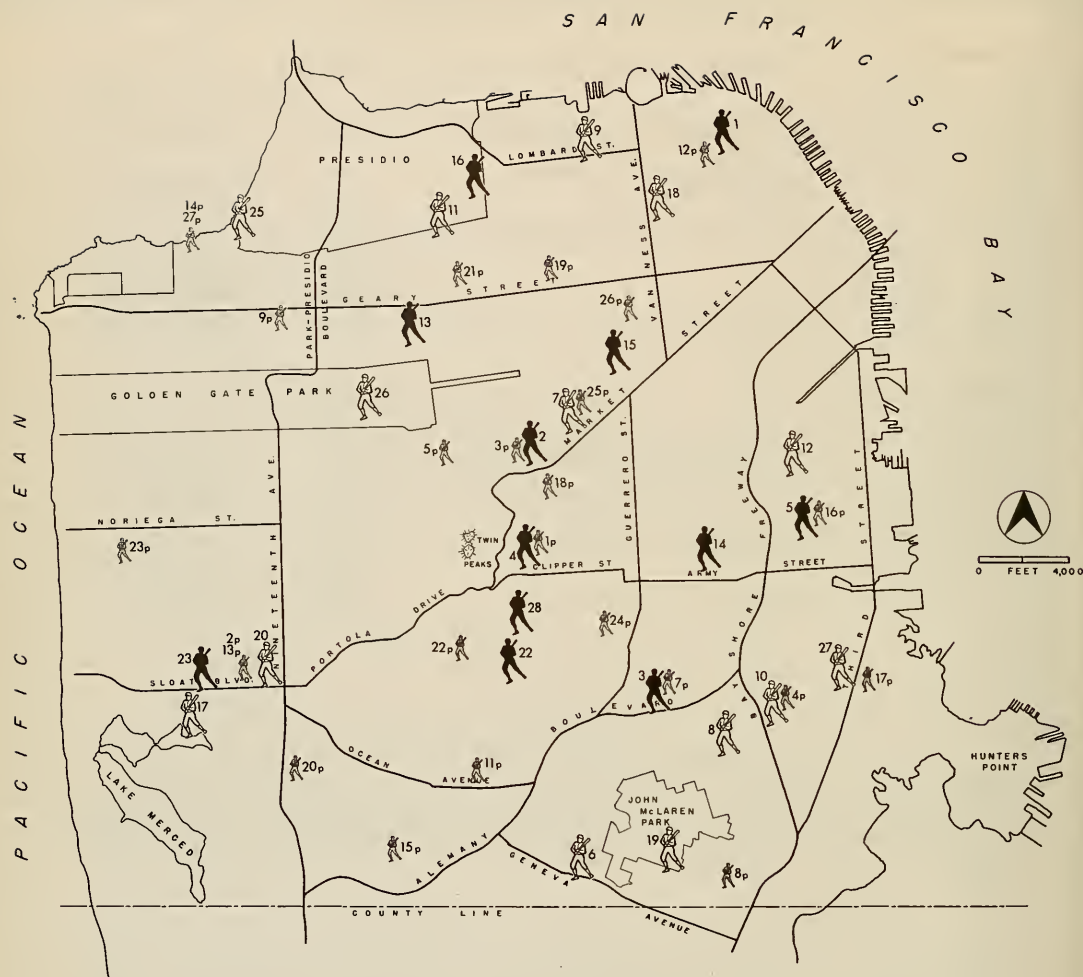 SAN FRANCISCO
BAY
PACIFIC OCEAN
1
9
LOMBARD ST.
12p
PRESIDIO
16
18
VAN NESS AVE.
11
14p
27p
25
21p
19p
GEARY STREET
26p
9p
PARK-PRESIDIO
BOULEVARD
13
15
MARKET STREET
GOLDEN GATE PARK
26
7
25p
2
3p
5p
GUERRERO ST.
FREEWAY
12
18p
5
16p
STREET
NORIEGA ST.
NINETEENTH AVE.
23p
TWIN
PEAKS
4
1p
14
CLIPPER ST
ARMY STREET
0 FEET 4,000
28
24p
PORTOLA DRIVE
22p
22
BAY SHORE
2p
13p
20
23
SLOAT BLVD.
27
THIRD
17p
3
7p
10
4p
BOULEVARD
17
8
OCEAN AVENUE
20p
11p
HUNTERS
POINT
LAKE MERCED
JOHN
McLAREN
PARK
15p
ALEMANY
6
19
8p
GENEVA AVENUE
COUNTY LINE